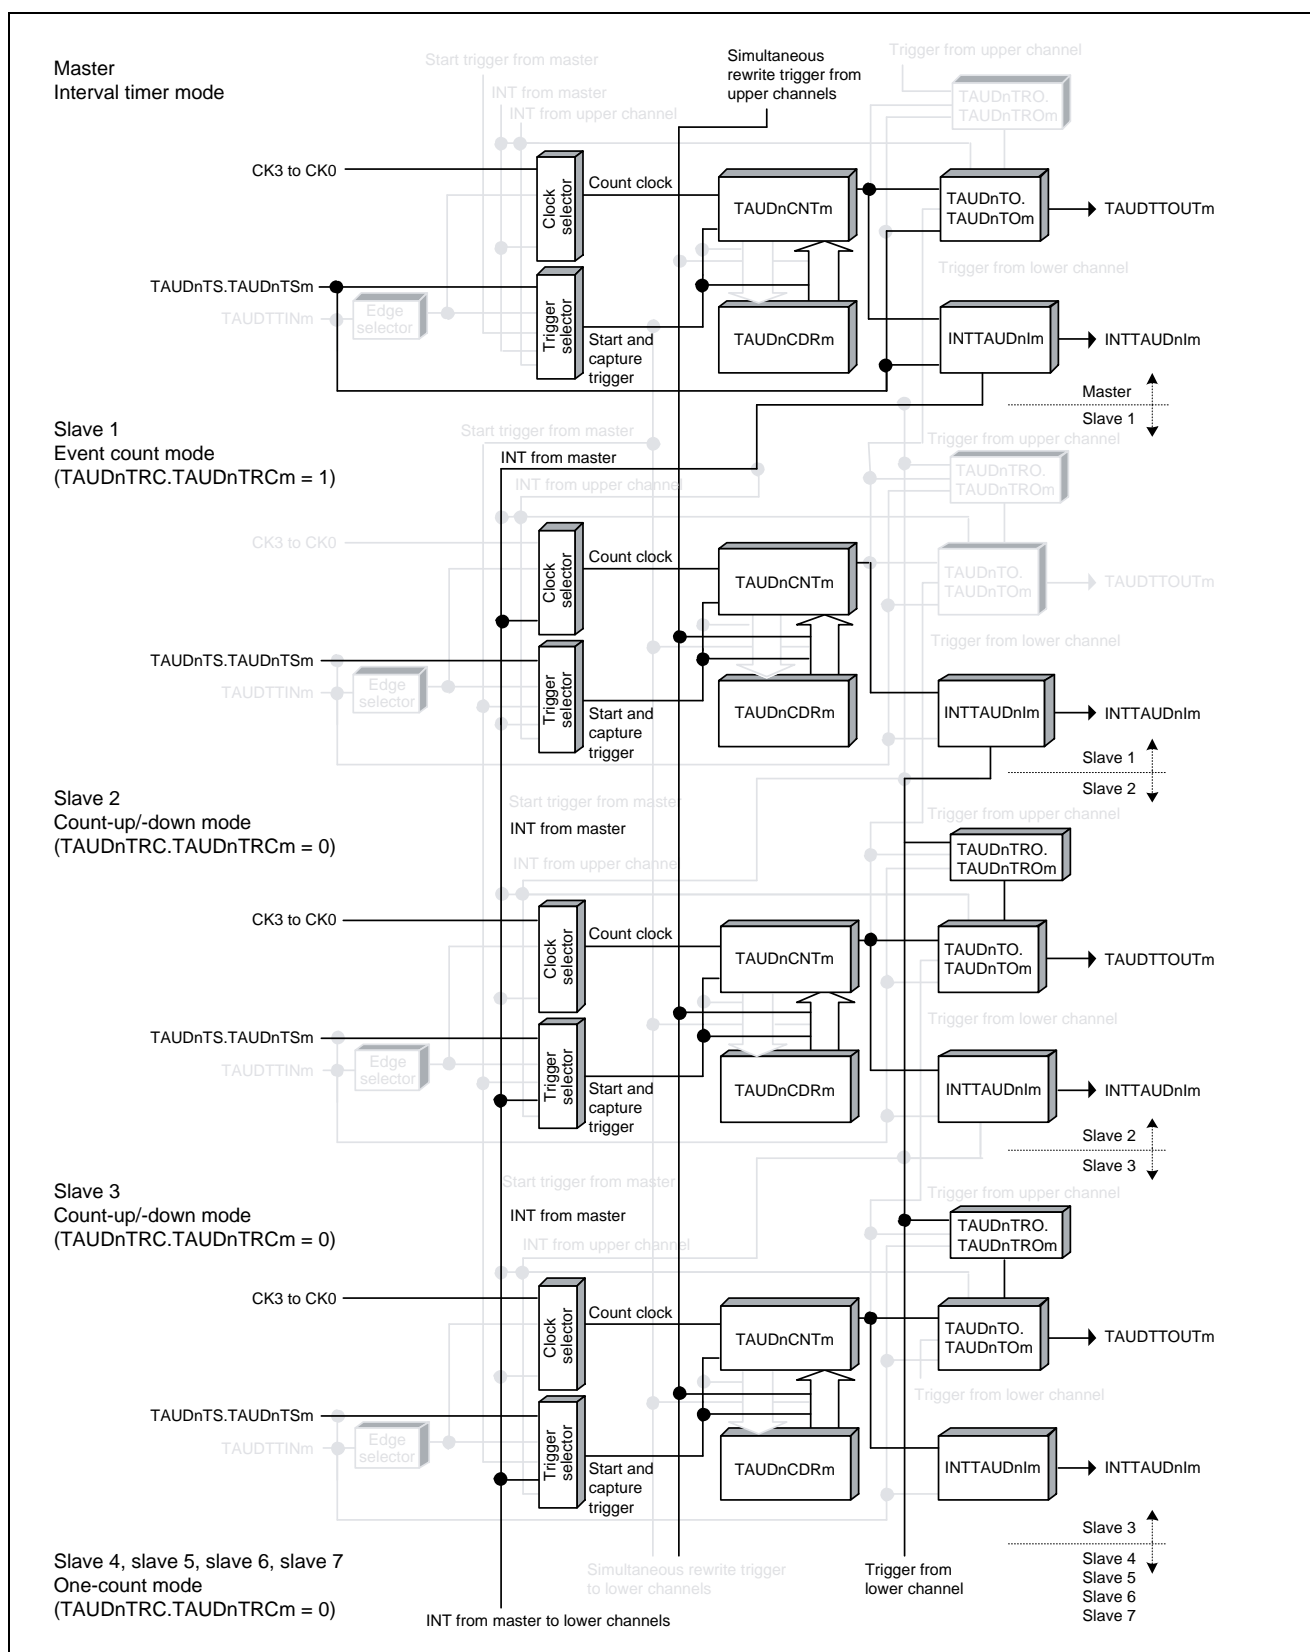 Master
Interval timer mode
Start trigger from master
INT from master
INT from upper channel
Simultaneous
rewrite trigger from
upper channels
Trigger from upper channel
TAUDnTRO.
TAUDnTROm
CK3 to CK0
Clock
selector
Count clock
TAUDnCNTm
TAUDnTO.
TAUDnTOm
TAUDTTOUTm
Trigger from lower channel
TAUDnTS.TAUDnTSm
TAUDTTINm
Edge
selector
Trigger
selector
Start and
capture
trigger
TAUDnCDRm
INTTAUDnIm
INTTAUDnIm
Master
Slave 1
Slave 1
Event count mode
(TAUDnTRC.TAUDnTRCm = 1)
Start trigger from master
INT from master
INT from upper channel
Trigger from upper channel
TAUDnTRO.
TAUDnTROm
CK3 to CK0
Clock
selector
Count clock
TAUDnCNTm
TAUDnTO.
TAUDnTOm
TAUDTTOUTm
Trigger from lower channel
TAUDnTS.TAUDnTSm
TAUDTTINm
Edge
selector
Trigger
selector
Start and
capture
trigger
TAUDnCDRm
INTTAUDnIm
INTTAUDnIm
Slave 1
Slave 2
Slave 2
Count-up/-down mode
(TAUDnTRC.TAUDnTRCm = 0)
Start trigger from master
INT from master
INT from upper channel
Trigger from upper channel
TAUDnTRO.
TAUDnTROm
CK3 to CK0
Clock
selector
Count clock
TAUDnCNTm
TAUDnTO.
TAUDnTOm
TAUDTTOUTm
Trigger from lower channel
TAUDnTS.TAUDnTSm
TAUDTTINm
Edge
selector
Trigger
selector
Start and
capture
trigger
TAUDnCDRm
INTTAUDnIm
INTTAUDnIm
Slave 2
Slave 3
Slave 3
Count-up/-down mode
(TAUDnTRC.TAUDnTRCm = 0)
Start trigger from master
INT from master
INT from upper channel
Trigger from upper channel
TAUDnTRO.
TAUDnTROm
CK3 to CK0
Clock
selector
Count clock
TAUDnCNTm
TAUDnTO.
TAUDnTOm
TAUDTTOUTm
Trigger from lower channel
TAUDnTS.TAUDnTSm
TAUDTTINm
Edge
selector
Trigger
selector
Start and
capture
trigger
TAUDnCDRm
INTTAUDnIm
INTTAUDnIm
Slave 3
Slave 4
Slave 5
Slave 6
Slave 7
Slave 4, slave 5, slave 6, slave 7
One-count mode
(TAUDnTRC.TAUDnTRCm = 0)
Simultaneous rewrite trigger
to lower channels
Trigger from
lower channel
INT from master to lower channels